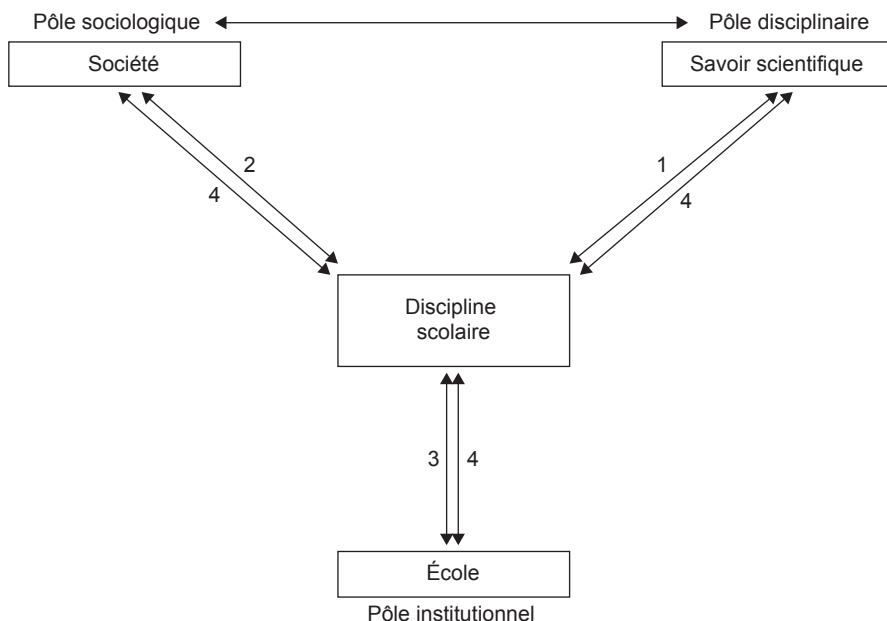 Pôle sociologique
Pôle disciplinaire
Société
Savoir scientifique
2
1
4
4
Discipline
scolaire
3
4
École
Pôle institutionnel